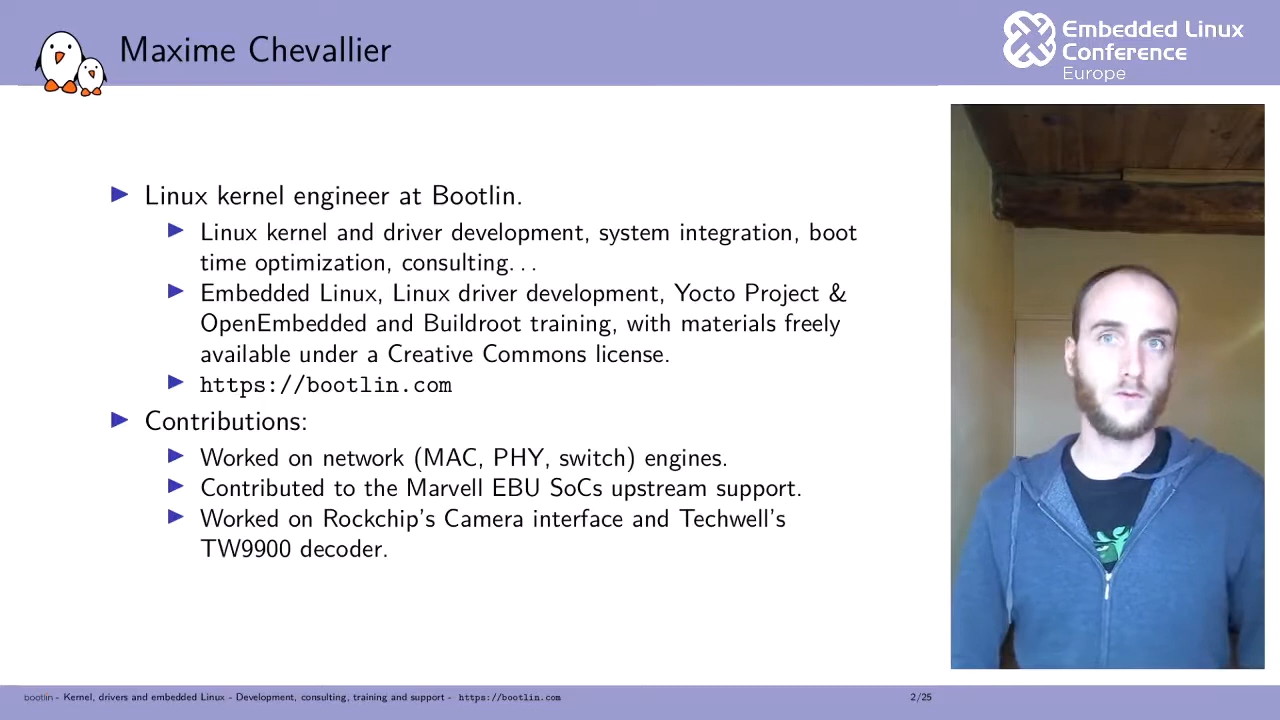 Maxime Chevallier
Embedded Linux
Conference
Europe
Linux kernel engineer at Bootlin.
Linux kernel and driver development, system integration, boot
time optimization, consulting...
Embedded Linux, Linux driver development, Yocto Project &
OpenEmbedded and Buildroot training, with materials freely
available under a Creative Commons license.
https://bootlin.com
Contributions:
Worked on network (MAC, PHY, switch) engines.
Contributed to the Marvell EBU SoCs upstream support.
Worked on Rockchip's Camera interface and Techwell's
TW9900 decoder.
bootlin - Kernel, drivers and embedded Linux - Development, consulting, training and support - https://bootlin.com
2/25